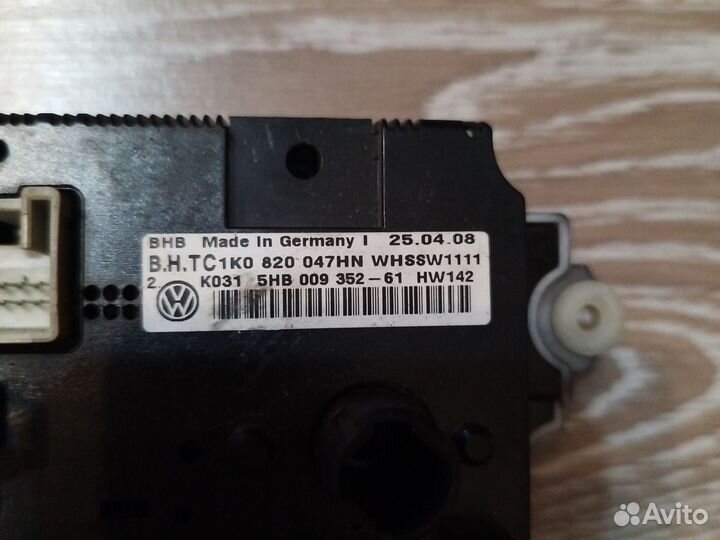 BHB Made In Germany I 25.04.08
B.H.TC1K0 820 047HN WHSSW1111
2 K031 5HB 009 352-61 HW142
Avito